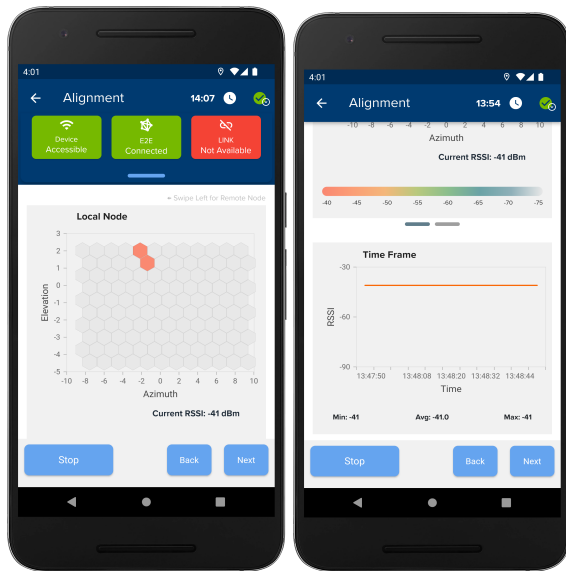 4:01
Alignment
14:07
Device
Accessible
E2E
Connected
LINK
Not Available
Swipe Left for Remote Node
Local Node
Elevation
3
2
1
0
-1
-2
-3
-4
-5
-10 -8 -6 -4 -2 0 2 4 6 8 10
Azimuth
Current RSSI: -41 dBm
Stop
Back
Next
4:01
Alignment
13:54
-10 -8 -6 -4 -2 0 2 4 6 8 10
Azimuth
Current RSSI: -41 dBm
-40 -45 -50 -55 -60 -65 -70 -75
Time Frame
RSSI
-30
-60
-90
13:47:50 13:48:08 13:48:20 13:48:32 13:48:44
Time
Min: -41 Avg: -41.0 Max: -41
Stop
Back
Next